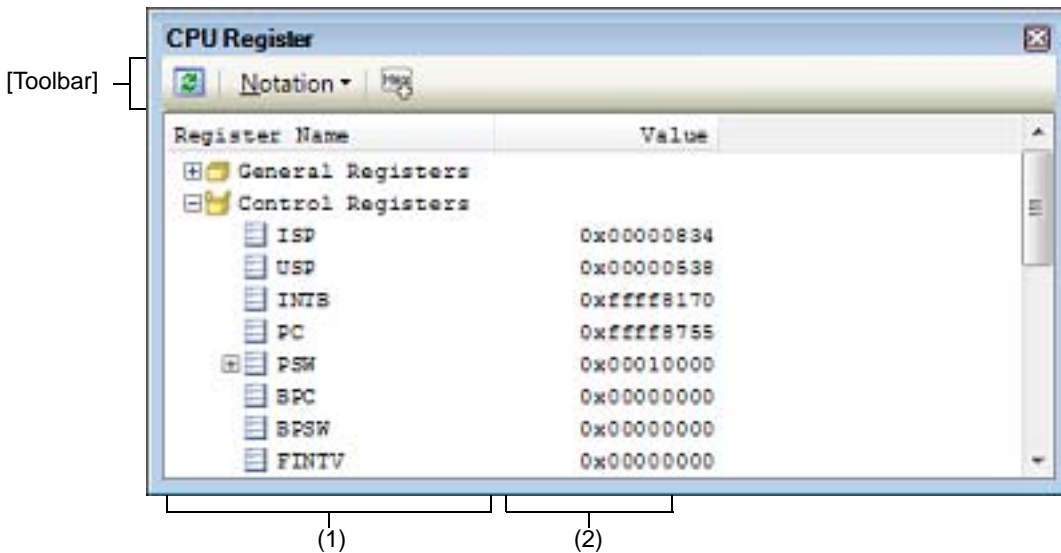 CPU Register
[Toolbar]
Notation
Hex
Register Name Value
General Registers
Control Registers
ISP 0x00000834
USP 0x00000538
INTB 0xffff8170
PC 0xffff8755
PSW 0x00010000
BPC 0x00000000
BPSW 0x00000000
FINTV 0x00000000
(1) (2)